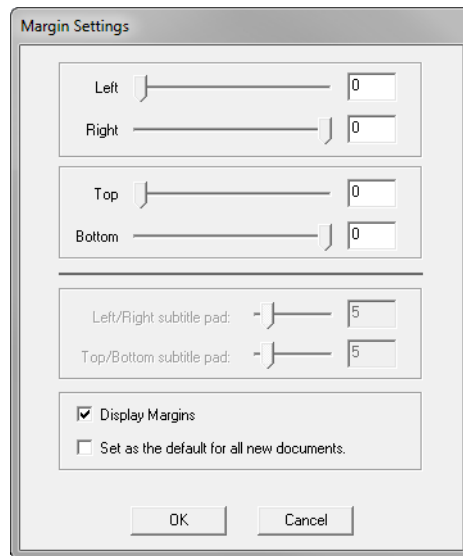 Margin Settings
Left 0
Right 0
Top 0
Bottom 0
Left/Right subtitle pad: 5
Top/Bottom subtitle pad: 5
Display Margins
Set as the default for all new documents.
OK Cancel